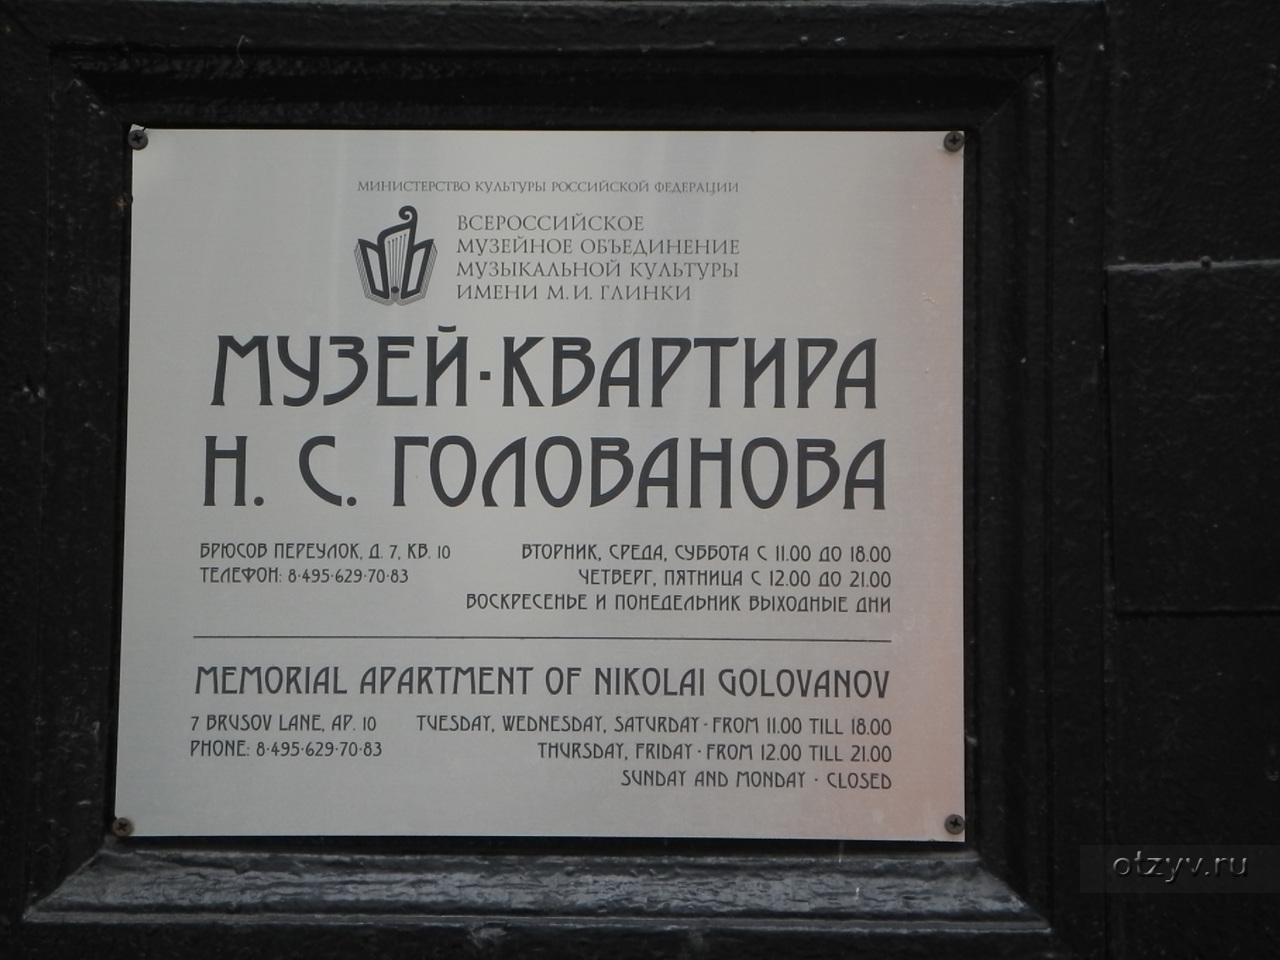 МИНИСТЕРСТВО КУЛЬТУРЫ РОССИЙСКОЙ ФЕДЕРАЦИИ
ВСЕРОССИЙСКОЕ
МУЗЕЙНОЕ ОБЪЕДИНЕНИЕ
МУЗЫКАЛЬНОЙ КУЛЬТУРЫ
ИМЕНИ М.И. ГЛИНКИ
МУЗЕЙ-КВАРТИРА
Н. С. ГОЛОВАНОВА
БРЮСОВ ПЕРЕУЛОК, Д. 7, КВ. 10
ТЕЛЕФОН: 8-495-629-70-83
ВТОРНИК, СРЕДА, СУББОТА С 11.00 ДО 18.00
ЧЕТВЕРГ, ПЯТНИЦА С 12.00 ДО 21.00
ВОСКРЕСЕНЬЕ И ПОНЕДЕЛЬНИК ВЫХОДНЫЕ ДНИ
MEMORIAL APARTMENT OF NIKOLAI GOLOVANOV
7 BRUSOV LANE, AP. 10
PHONE: 8-495-629-70-83
TUESDAY, WEDNESDAY, SATURDAY - FROM 11.00 TILL 18.00
THURSDAY, FRIDAY - FROM 12.00 TILL 21.00
SUNDAY AND MONDAY - CLOSED
otzyv.ru